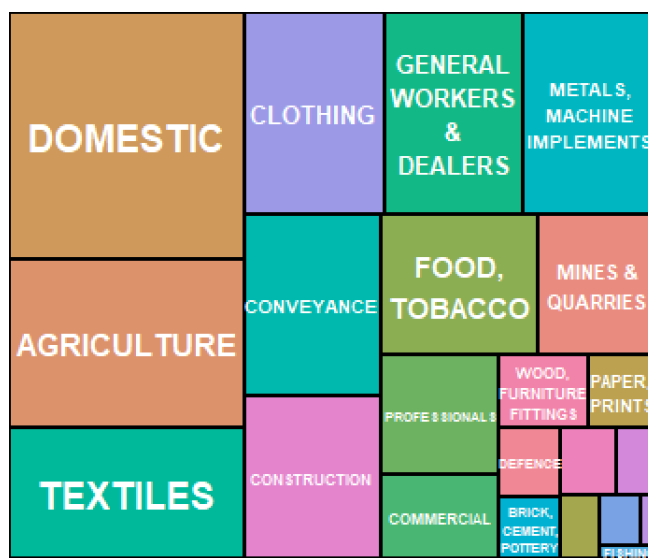 DOMESTIC
AGRICULTURE
TEXTILES
CLOTHING
GENERAL
WORKERS
&
DEALERS
METALS,
MACHINE
IMPLEMENTS
CONVEYANCE
FOOD,
TOBACCO
MINES &
QUARRIES
CONSTRUCTION
PROFESSIONALS
COMMERCIAL
WOOD,
FURNITURE
FITTINGS
PAPER,
PRINTS
DEFENCE
BRICK,
CEMENT,
POTTERY
FISHING